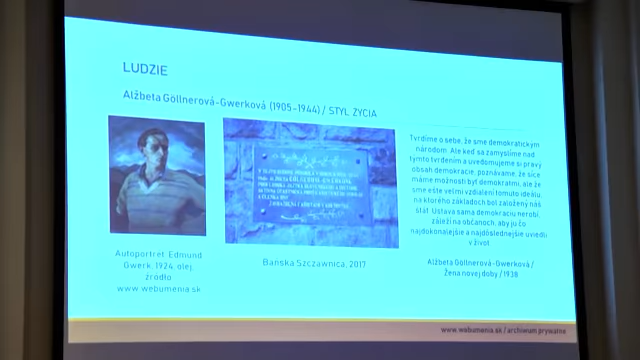 LUDZIE
Alžbeta Göllnerová-Gwerková (1905-1944) / STYL ŻYCIA
Autoportret Edmund
Gwerk, 1924. olej,
źródło
www.webumenia.sk
Bańska Szczawnica, 2017
Tvrdíme o sebe, že sme demokratickým
národom. Ale keď sa zamyslíme nad
týmto tvrdením a uvedomujeme si pravý
obsah demokracie, poznávame, že síce
máme možnosti byť demokratmi, ale že
sme ešte veľmi vzdialení tomuto ideálu,
na ktorého základoch bol založený náš
štát. Ústava sama demokraciu nerobí,
záleží na občanoch, aby ju čo
najdokonalejšie a najdôslednejšie uviedli
v život
Alžbeta Göllnerová-Gwerková /
Žena novej doby / 1938
www.webumenia.sk / archiwum prywatne